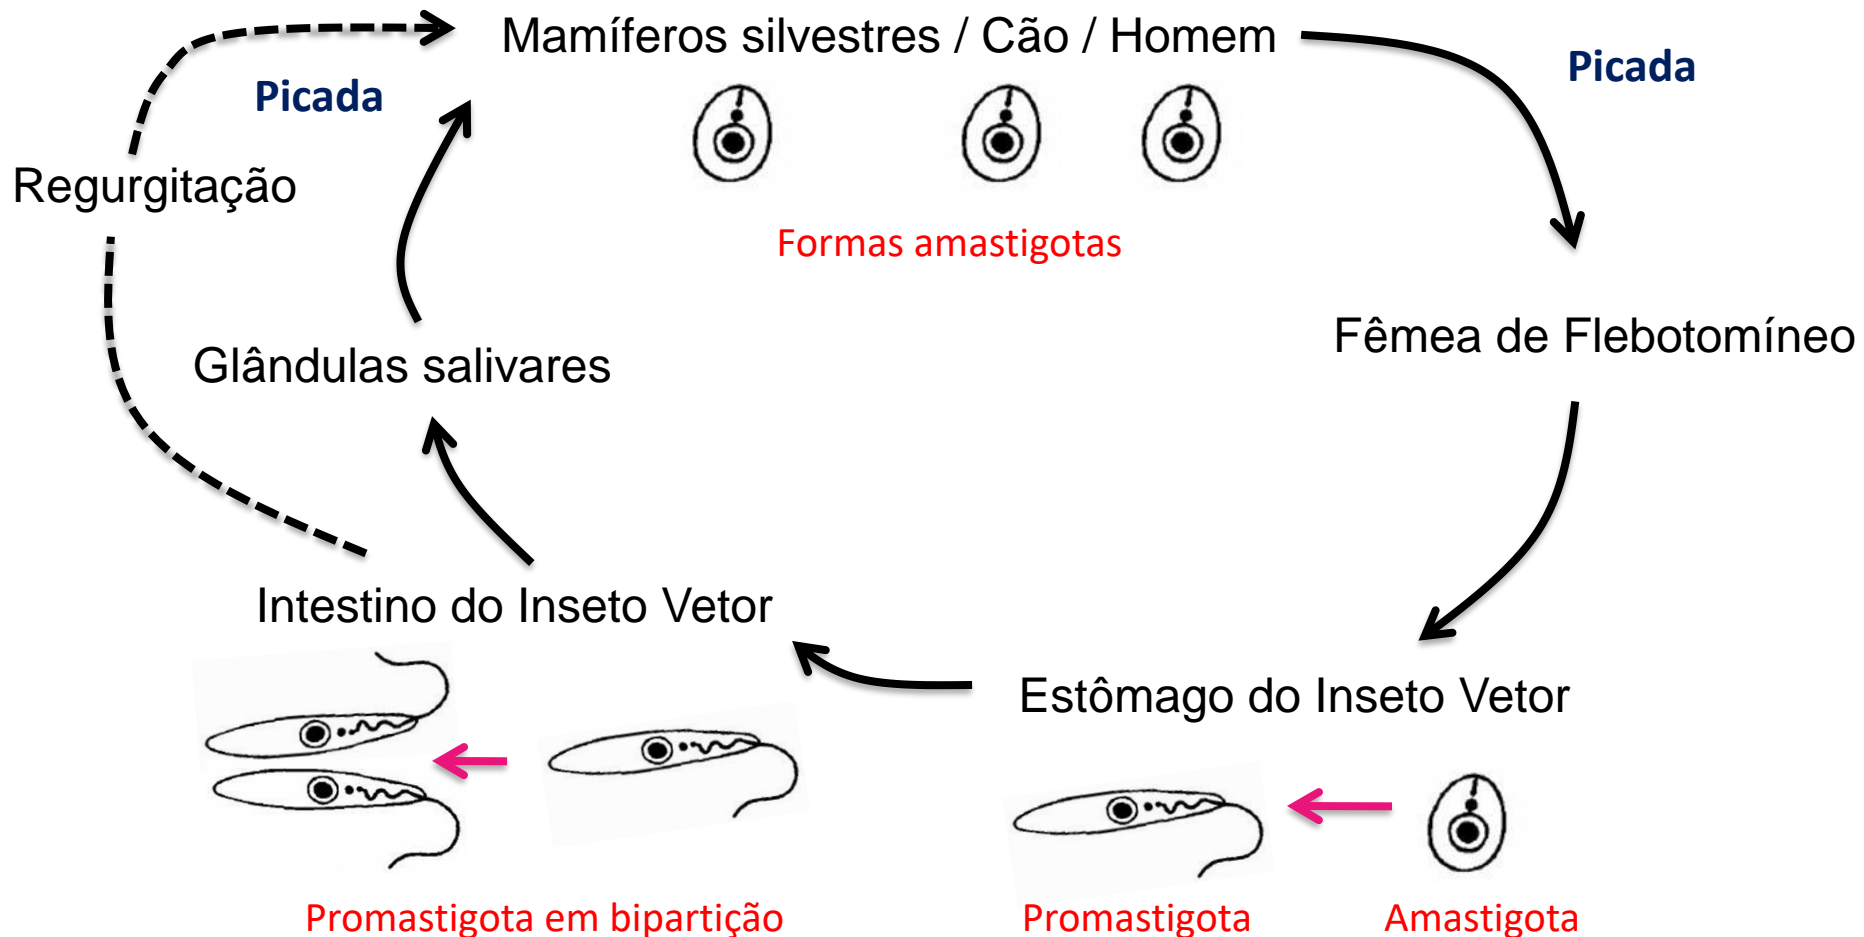 Mamíferos silvestres / Cão / Homem
Picada
Picada
Regurgitação
Formas amastigotas
Fêmea de Flebotomíneo
Glândulas salivares
Intestino do Inseto Vetor
Estômago do Inseto Vetor
Promastigota em bipartição
Promastigota
Amastigota